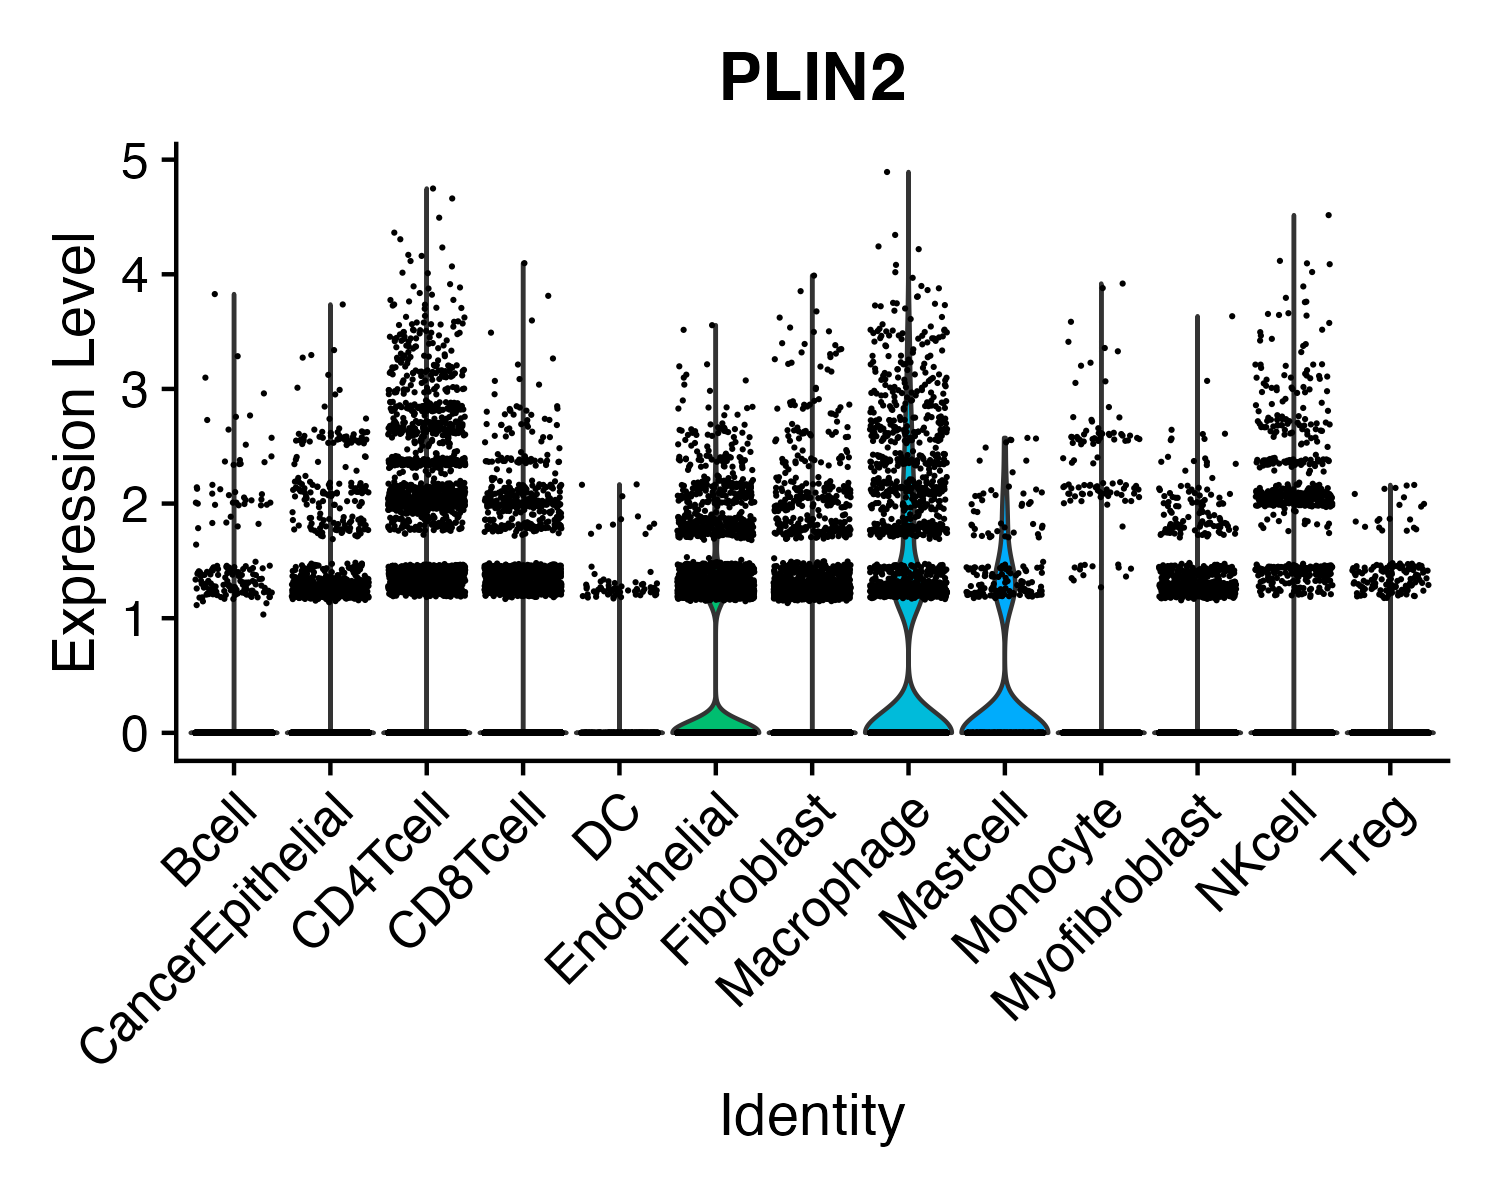 PLIN2
Expression Level
5
4
3
2
1
0
Bcell
CancerEpithelial
CD4Tcell
CD8Tcell
DC
Endothelial
Fibroblast
Macrophage
Mastcell
Monocyte
Myofibroblast
NKcell
Treg
Identity